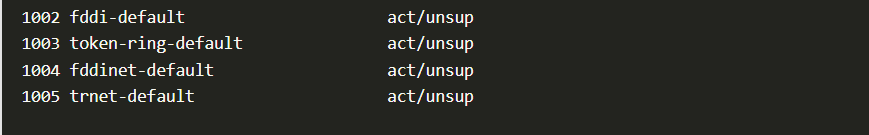 1002 fddi-default                     act/unsup
1003 token-ring-default               act/unsup
1004 fddinet-default                  act/unsup
1005 trnet-default                    act/unsup